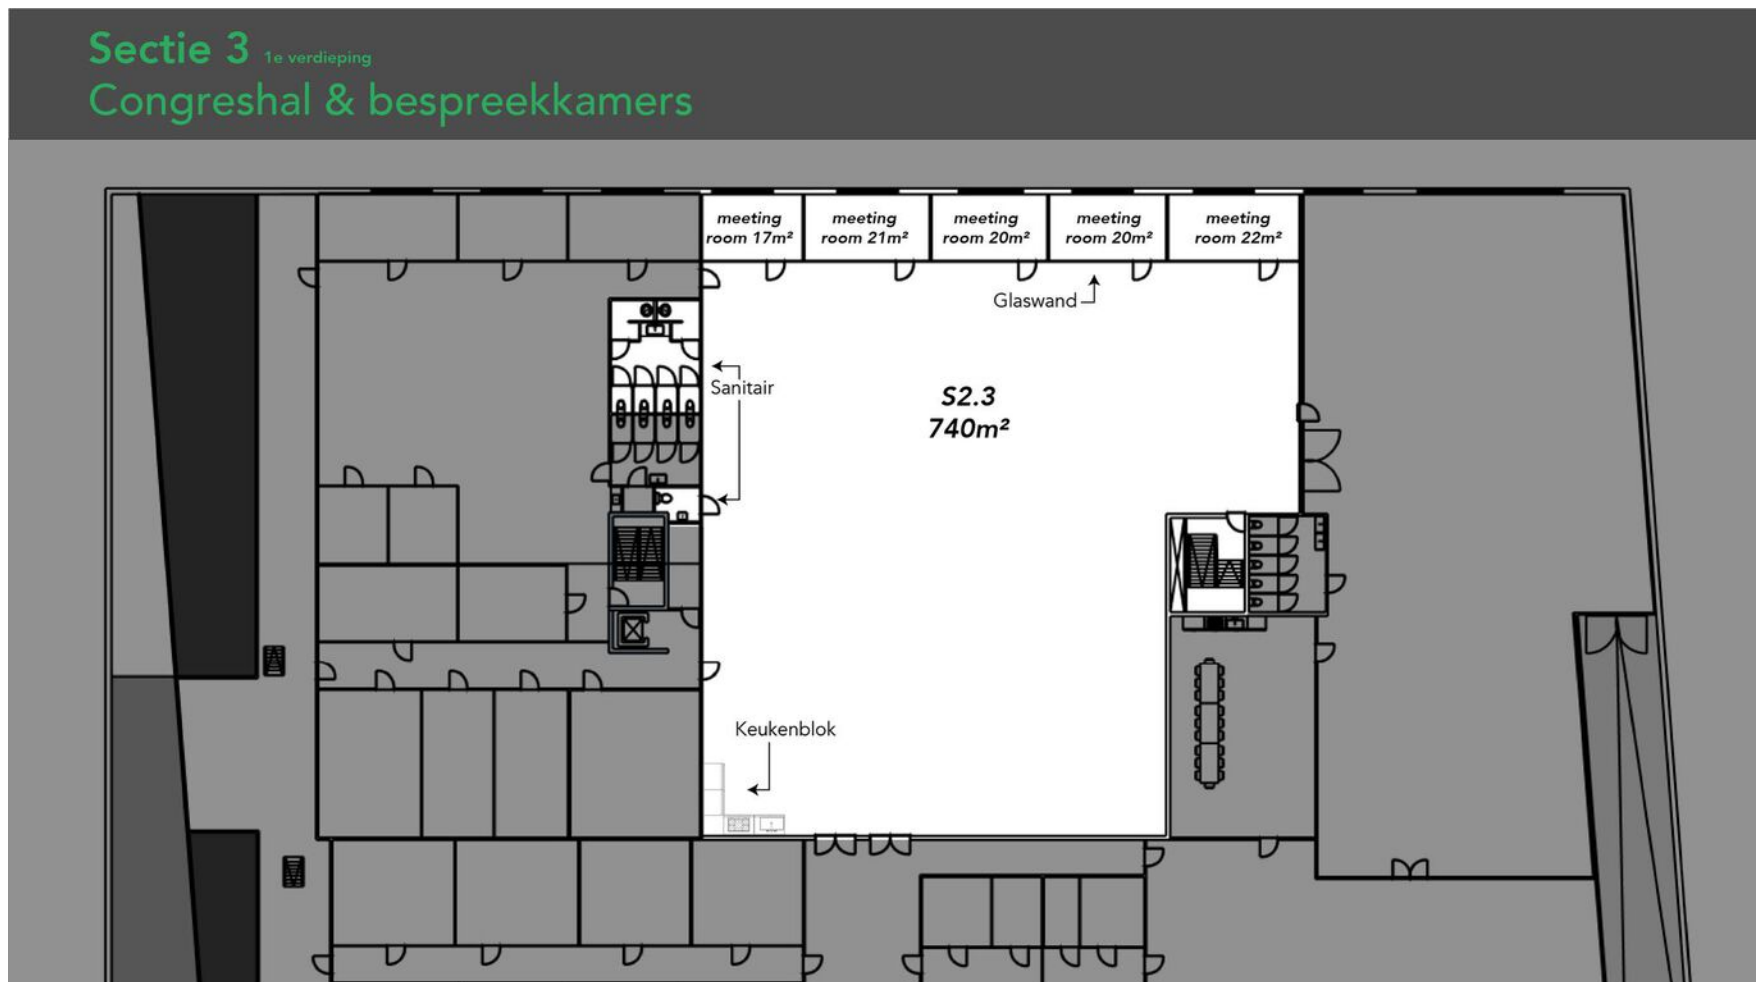 Sectie 3 1e verdieping
Congreshal & bespreekkamers
meeting
room 17m²
meeting
room 21m²
meeting
room 20m²
meeting
room 20m²
meeting
room 22m²
Glaswand
Sanitair
S2.3
740m²
Keukenblok